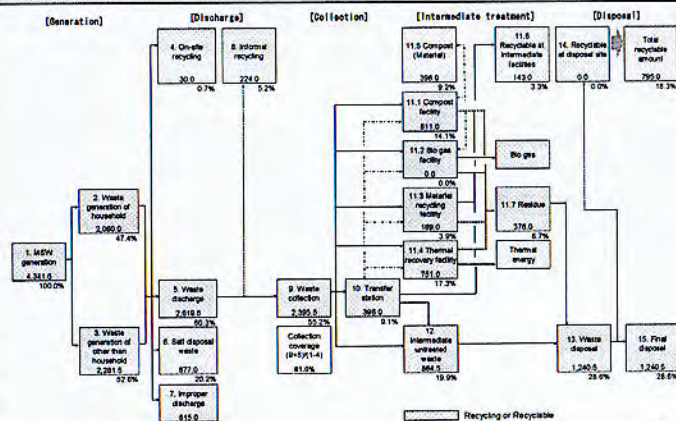 [Generation]
[Discharge]
[Collection]
[Intermediate treatment]
[Disposal]
4. On-site
recycling
30.0
0.7%
8. Informal
recycling
224.0
5.2%
11.5 Compost
(Material)
398.0
9.2%
11.6
Recyclable at
Intermediate
facilities
143.0
3.3%
14. Recyclable
at disposal site
0.0
0.0%
Total
recyclable
amount
795.0
18.3%
11.1 Compost
facility
611.0
14.1%
11.2 Bio gas
facility
0.0
0.0%
Bio gas
2. Waste
generation of
household
2,060.0
47.4%
11.3 Material
recycling
facility
169.0
3.9%
11.7 Residue
376.0
8.7%
1. MSW
generation
4,341.6
100.0%
11.4 Thermal
recovery facility
751.0
17.3%
Thermal
energy
5. Waste
discharge
2,619.6
60.3%
9. Waste
collection
2,395.6
55.2%
10. Transfer
station
396.0
9.1%
3. Waste
generation of
other than
household
2,281.6
52.6%
6. Self disposal
waste
877.0
20.2%
Collection
coverage
(9+8)/(1-4)
61.0%
12.
Intermediate
untreated
waste
864.5
19.9%
13. Waste
disposal
1,240.5
28.6%
15. Final
disposal
1,240.5
28.6%
7. Improper
discharge
815.0
Recycling or Recyclable